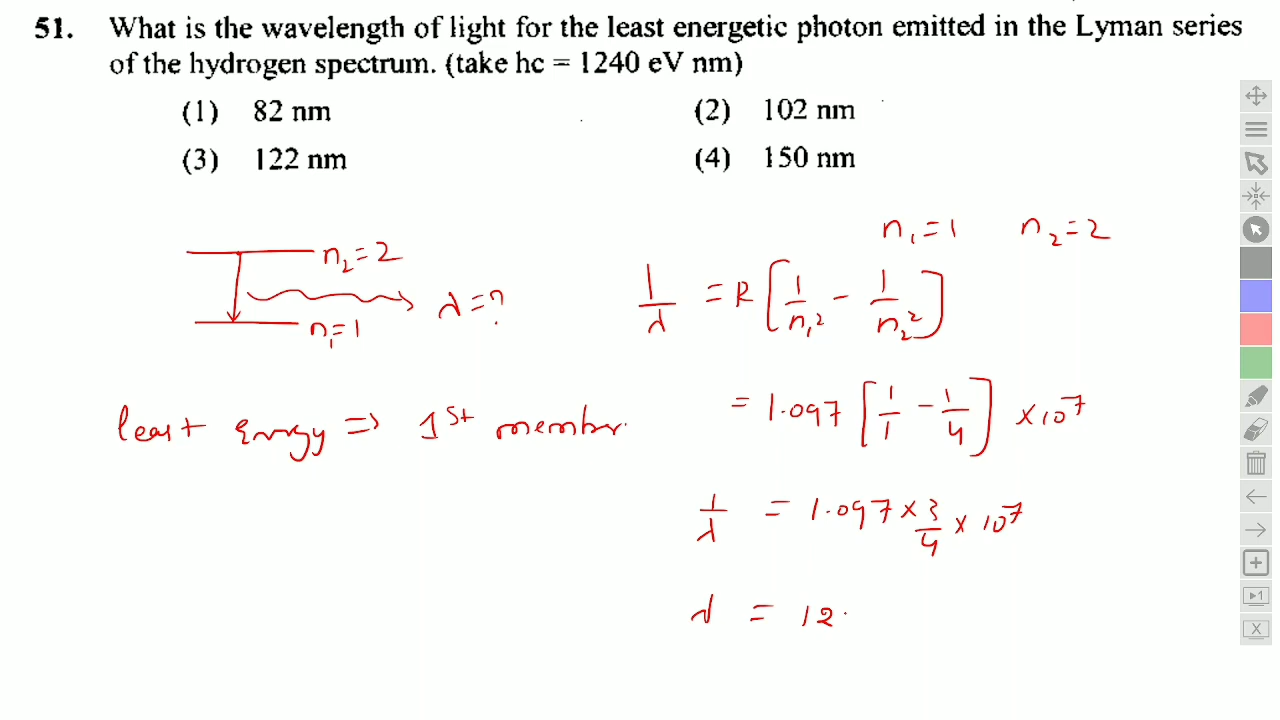 51. What is the wavelength of light for the least energetic photon emitted in the Lyman series
of the hydrogen spectrum. (take hc = 1240 eV nm)
(1) 82 nm (2) 102 nm
(3) 122 nm (4) 150 nm
n₁=1 n₂=2
n₂=2
λ=?
n₁=1
1/λ = R[1/n₁² - 1/n₂²]
least Energy ⇒ 1st member.
= 1.097 [1/1 - 1/4] × 10⁷
1/λ = 1.097 × 3/4 × 10⁷
λ = 12.
▶1
X